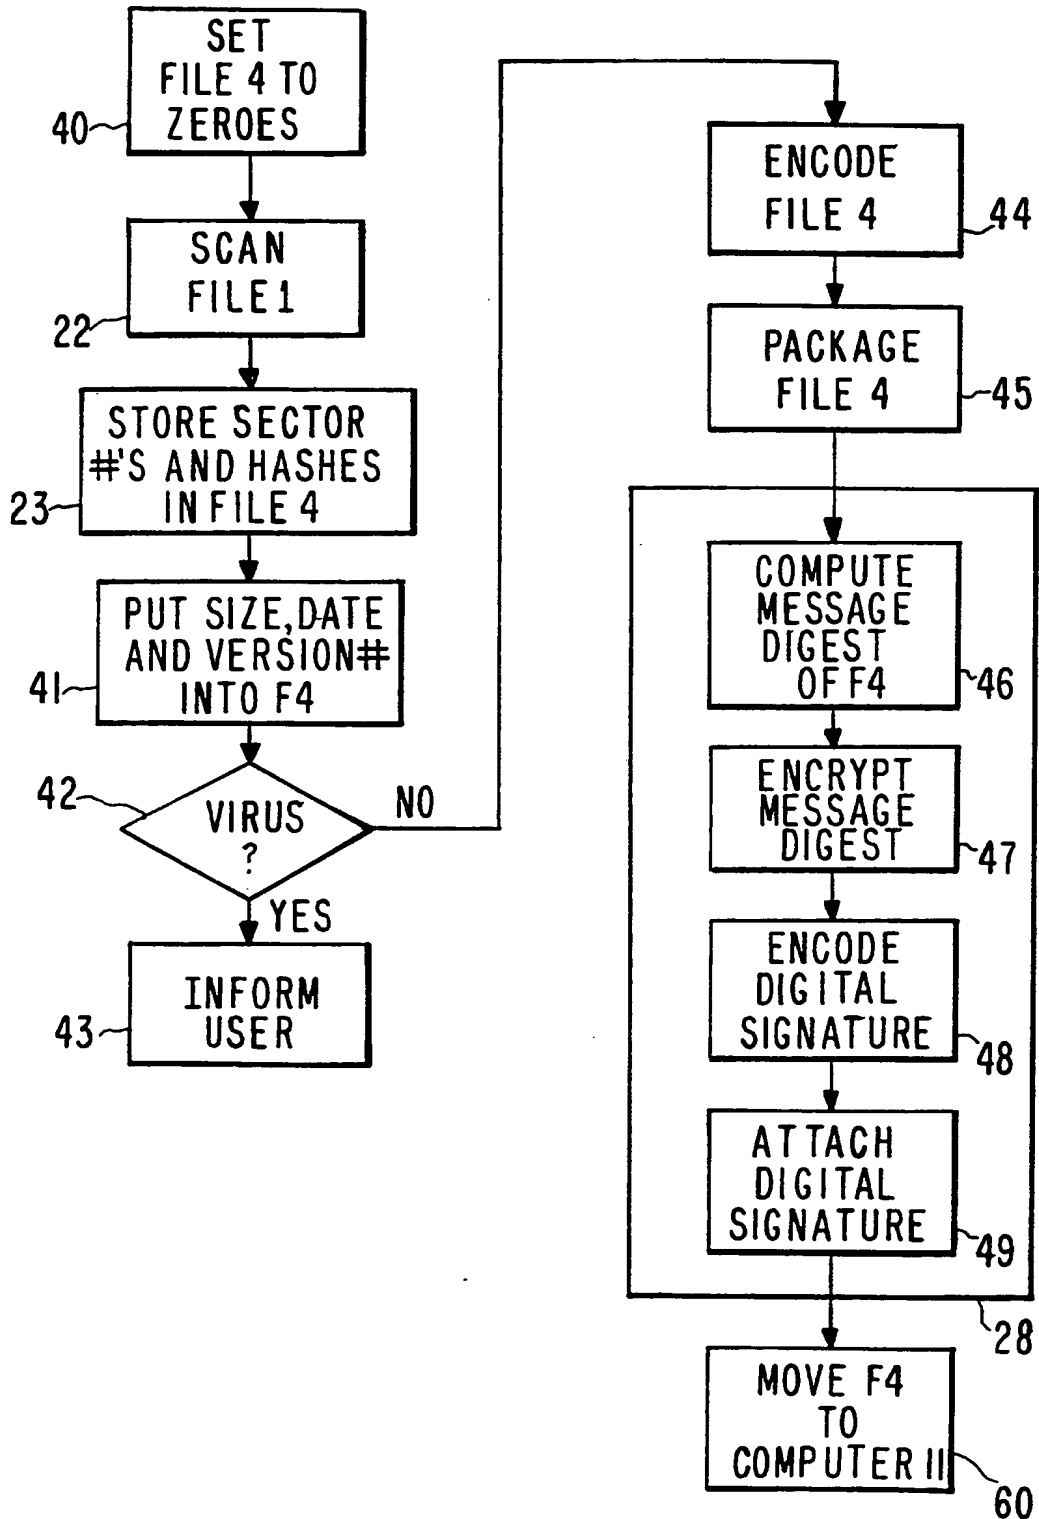 SET
FILE 4 TO
ZEROES
40
SCAN
FILE 1
22
STORE SECTOR
#'S AND HASHES
IN FILE 4
23
PUT SIZE, DATE
AND VERSION#
INTO F4
41
VIRUS
?
42
NO
YES
INFORM
USER
43
ENCODE
FILE 4
44
PACKAGE
FILE 4
45
COMPUTE
MESSAGE
DIGEST
OF F4
46
ENCRYPT
MESSAGE
DIGEST
47
ENCODE
DIGITAL
SIGNATURE
48
ATTACH
DIGITAL
SIGNATURE
49
28
MOVE F4
TO
COMPUTER 11
60